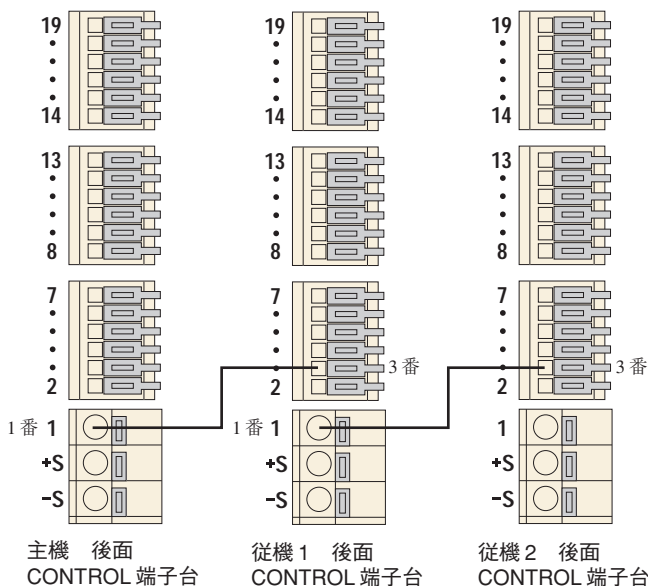 19
14
13
8
7
2
1番 1
+S
-S
主機 後面
CONTROL 端子台
19
14
13
8
7
3番
2
1番 1
+S
-S
従機1 後面
CONTROL 端子台
19
14
13
8
7
3番
2
1
+S
-S
従機2 後面
CONTROL 端子台